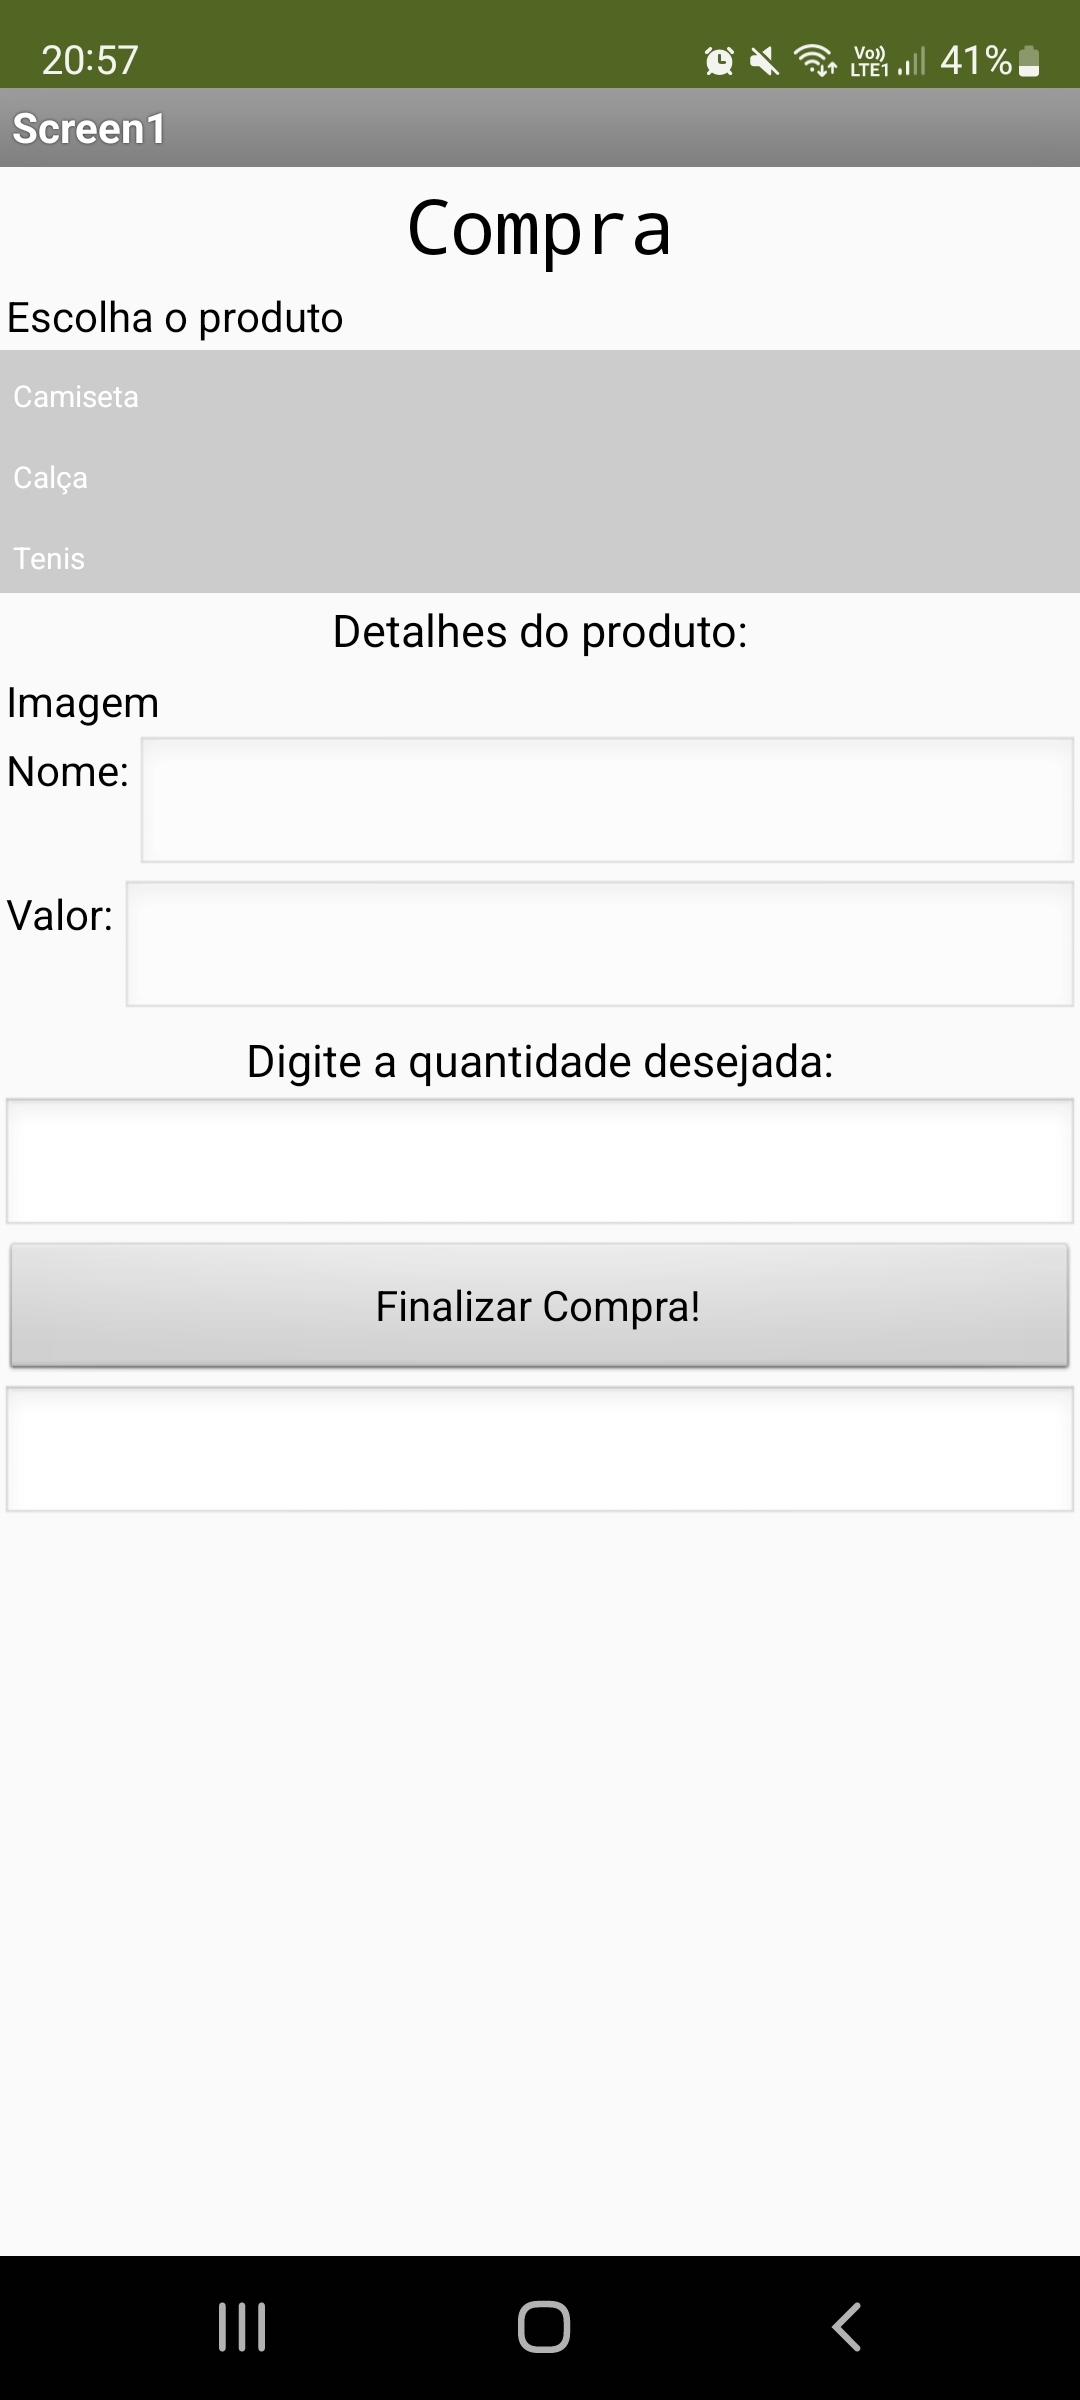 20:57 Vo)) LTE1 41%
Screen1
Compra
Escolha o produto
Camiseta
Calça
Tenis
Detalhes do produto:
Imagem
Nome:
Valor:
Digite a quantidade desejada:
Finalizar Compra!